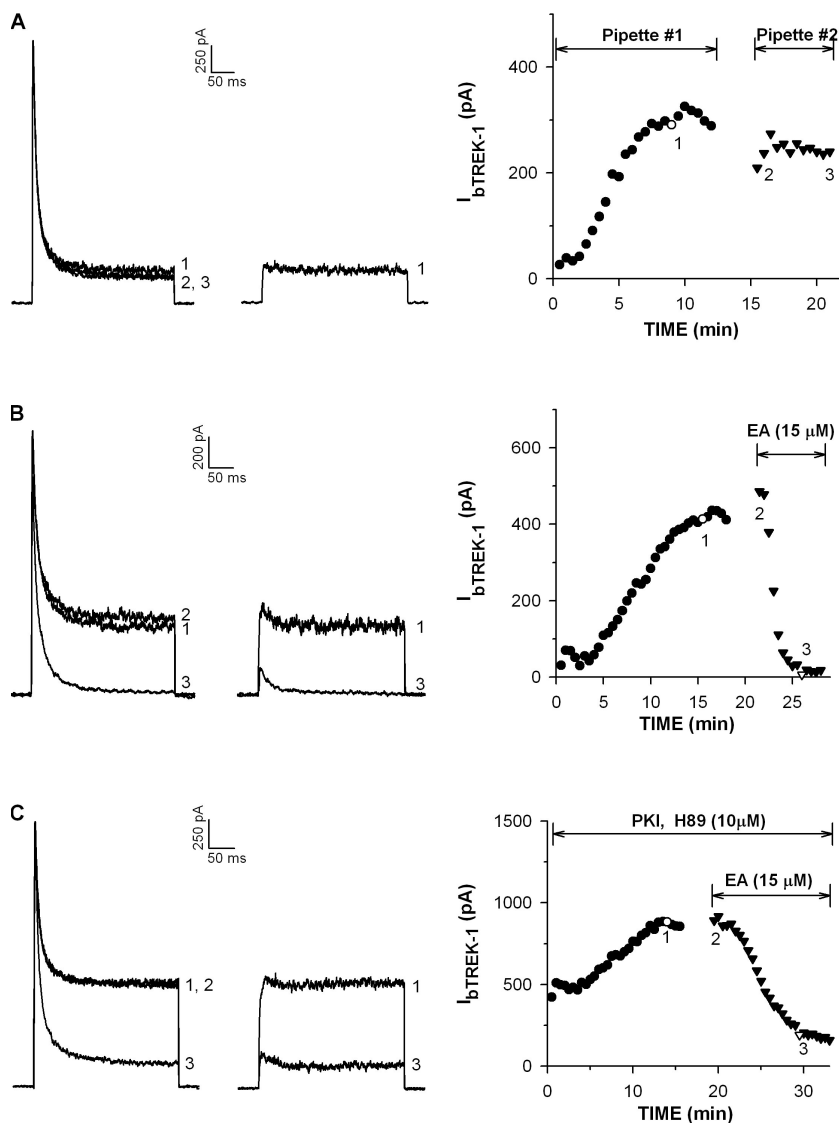 A
250 pA
50 ms
1
2, 3
1
Pipette #1
Pipette #2
I bTREK-1 (pA)
400
200
0
1
2
3
0 5 10 15 20
TIME (min)
B
200 pA
50 ms
2
1
3
1
3
EA (15 μM)
I bTREK-1 (pA)
600
400
200
0
1
2
3
0 5 10 15 20 25
TIME (min)
C
250 pA
50 ms
1, 2
3
1
3
PKI, H89 (10μM)
EA (15 μM)
I bTREK-1 (pA)
1500
1000
500
0
1
2
3
0 10 20 30
TIME (min)